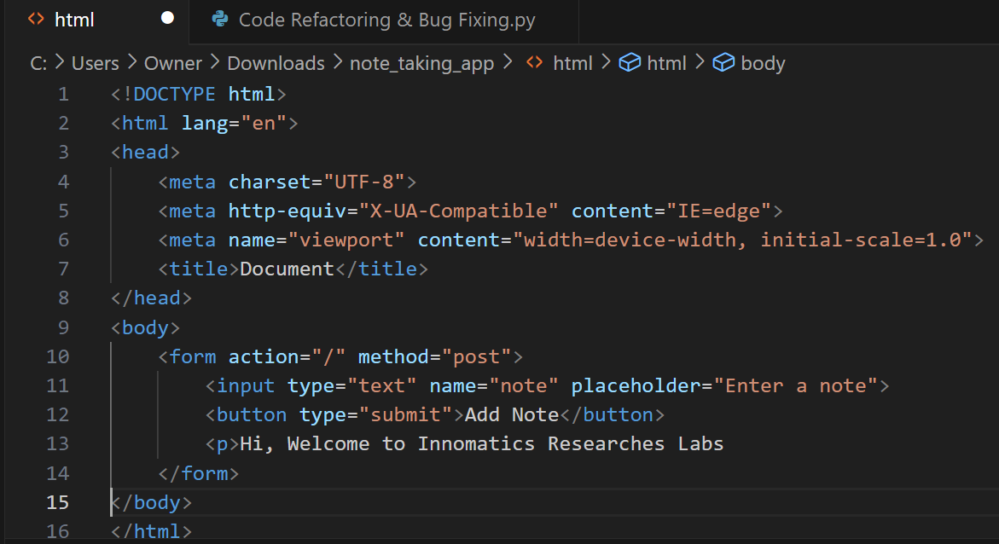 html Code Refactoring & Bug Fixing.py
C: > Users > Owner > Downloads > note_taking_app > html > html > body
1 <!DOCTYPE html>
2 <html lang="en">
3 <head>
4     <meta charset="UTF-8">
5     <meta http-equiv="X-UA-Compatible" content="IE=edge">
6     <meta name="viewport" content="width=device-width, initial-scale=1.0">
7     <title>Document</title>
8 </head>
9 <body>
10     <form action="/" method="post">
11         <input type="text" name="note" placeholder="Enter a note">
12         <button type="submit">Add Note</button>
13         <p>Hi, Welcome to Innomatics Researches Labs
14     </form>
15 </body>
16 </html>